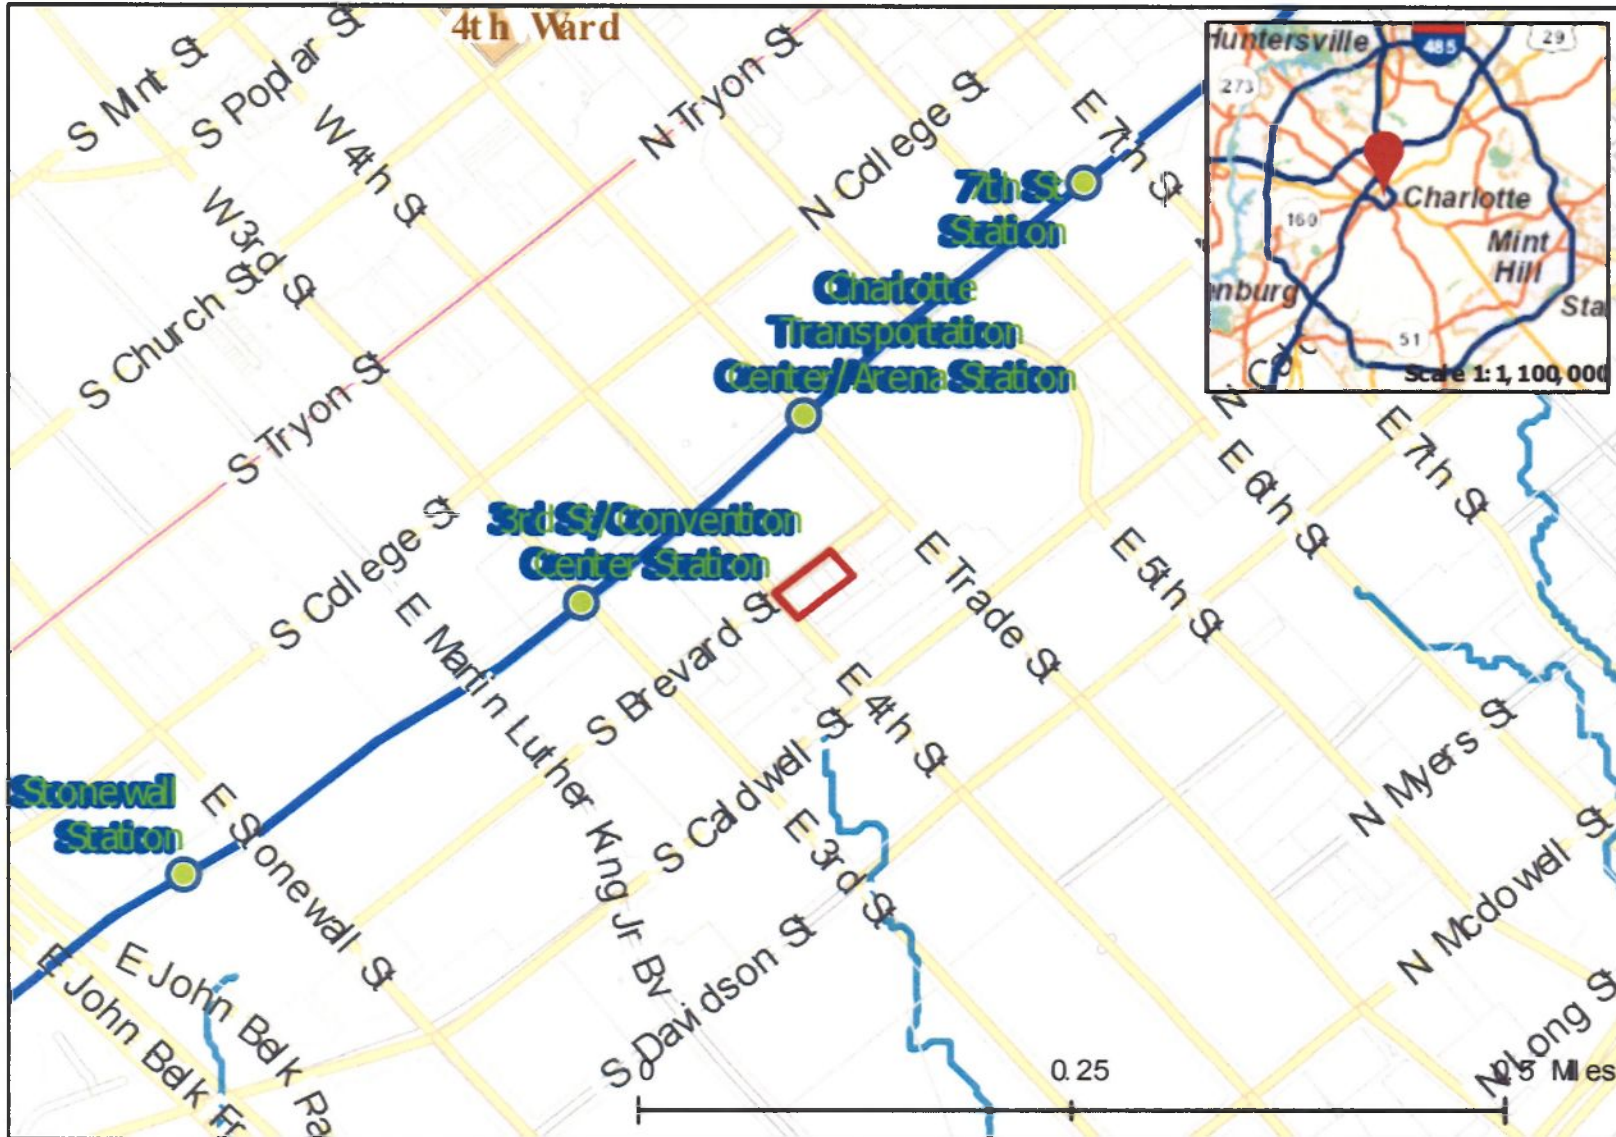 4th Ward
S Mint St
S Poplar St
W 4th St
W 3rd St
N Tryon St
N College St
E 7th St
7th St
Station
Charlotte
Transportation
Center/Arena Station
S Church St
S Tryon St
S College St
3rd St/Convention
Center Station
E Martin Luther King Jr Bv
S Brevard St
E Trade St
E 5th St
E 6th St
E 7th St
N
E 4th St
S Caldwell St
E 3rd St
N Myers St
N Mcdowell St
N Long St
S Davidson St
Stonewall
Station
E Stonewall St
E John Belk Ra
E John Belk Fr
0
0.25
0.5 Miles
Huntersville
485
29
273
Charlotte
160
Mint
Hill
enburg
Sta
51
Scale 1:1,100,000